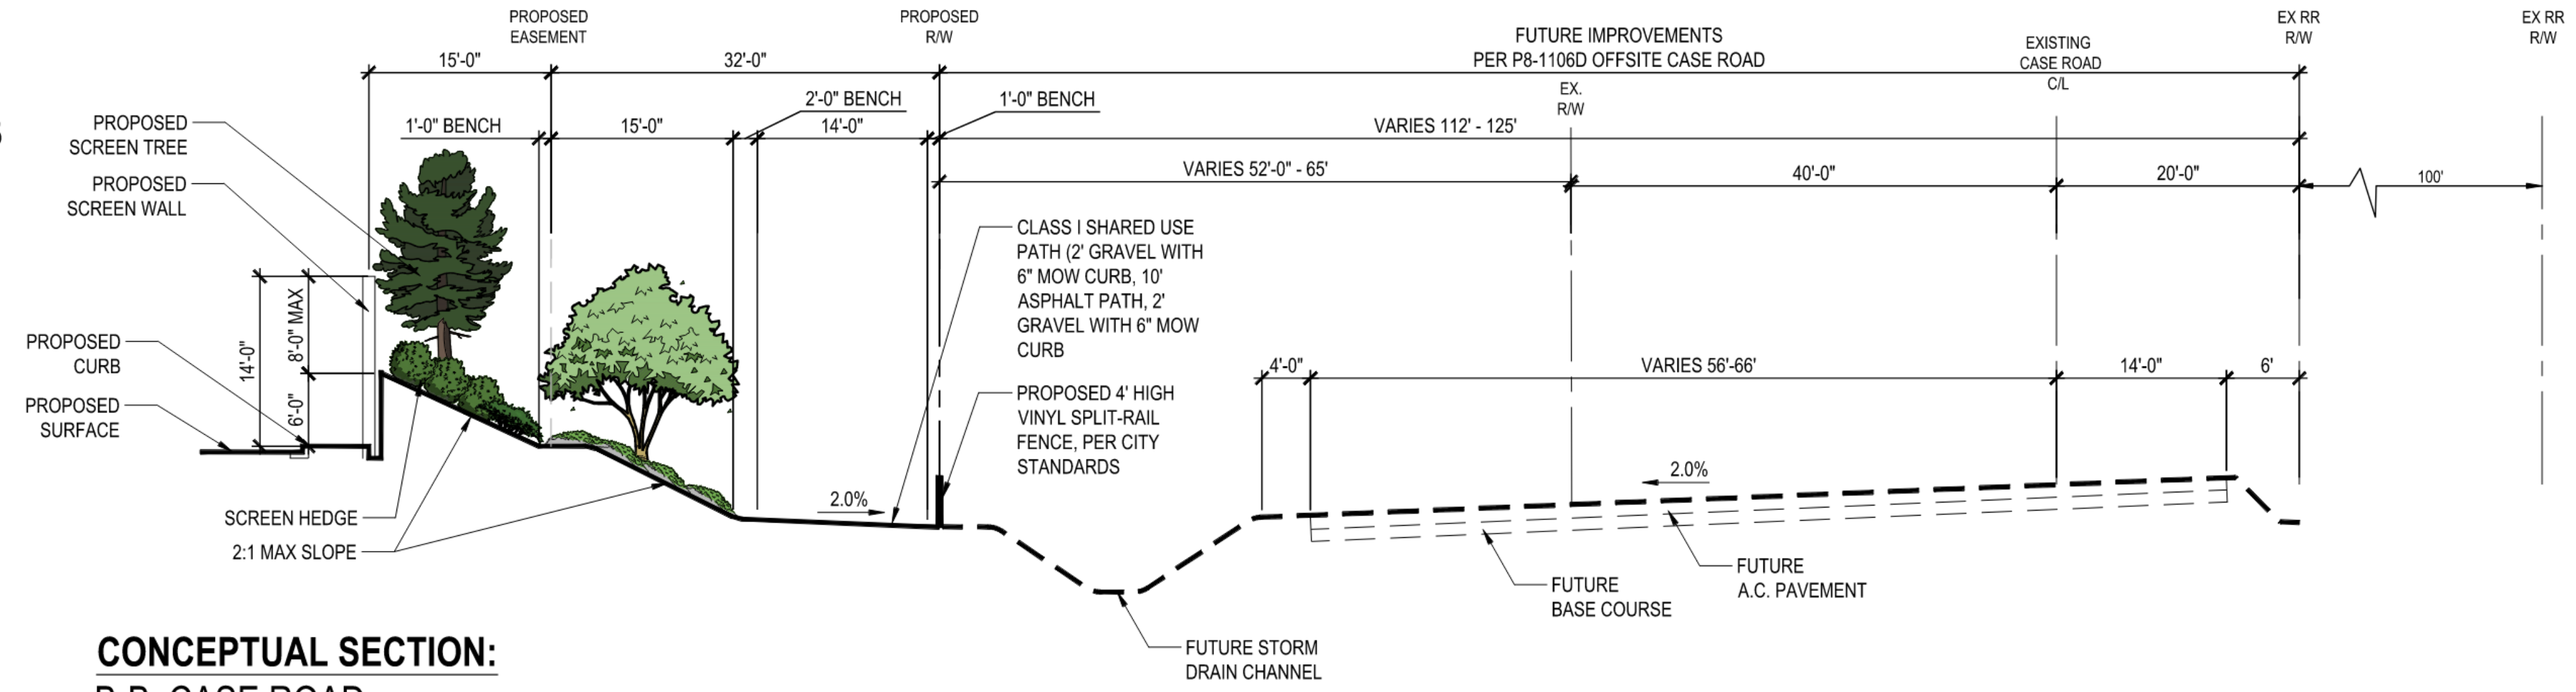 PROPOSED
EASEMENT
PROPOSED
R/W
FUTURE IMPROVEMENTS
PER P8-1106D OFFSITE CASE ROAD
EXISTING
CASE ROAD
C/L
EX RR
R/W
EX RR
R/W
15'-0"
32'-0"
EX.
R/W
2'-0" BENCH
1'-0" BENCH
1'-0" BENCH
15'-0"
14'-0"
VARIES 112' - 125'
VARIES 52'-0" - 65'
40'-0"
20'-0"
100'
PROPOSED
SCREEN TREE
PROPOSED
SCREEN WALL
PROPOSED
CURB
PROPOSED
SURFACE
14'-0"
8'-0" MAX
6'-0"
SCREEN HEDGE
2:1 MAX SLOPE
2.0%
CLASS I SHARED USE
PATH (2' GRAVEL WITH
6" MOW CURB, 10'
ASPHALT PATH, 2'
GRAVEL WITH 6" MOW
CURB
PROPOSED 4' HIGH
VINYL SPLIT-RAIL
FENCE, PER CITY
STANDARDS
4'-0"
VARIES 56'-66'
14'-0"
6'
2.0%
FUTURE
BASE COURSE
FUTURE
A.C. PAVEMENT
FUTURE STORM
DRAIN CHANNEL
CONCEPTUAL SECTION: